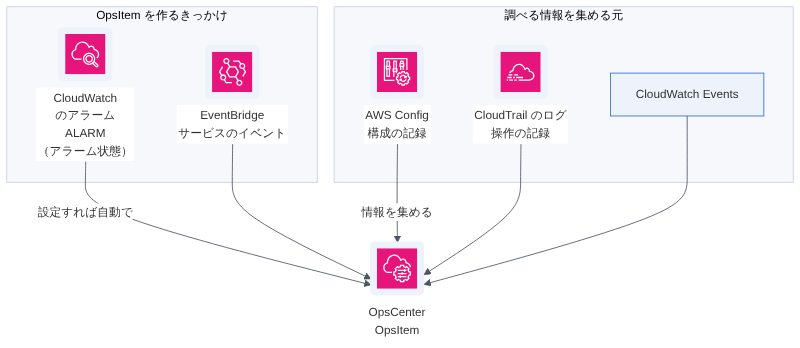 OpsItem を作るきっかけ
CloudWatch
のアラーム
ALARM
（アラーム状態）
EventBridge
サービスのイベント
調べる情報を集める元
AWS Config
構成の記録
CloudTrail のログ
操作の記録
CloudWatch Events
設定すれば自動で
情報を集める
OpsCenter
OpsItem